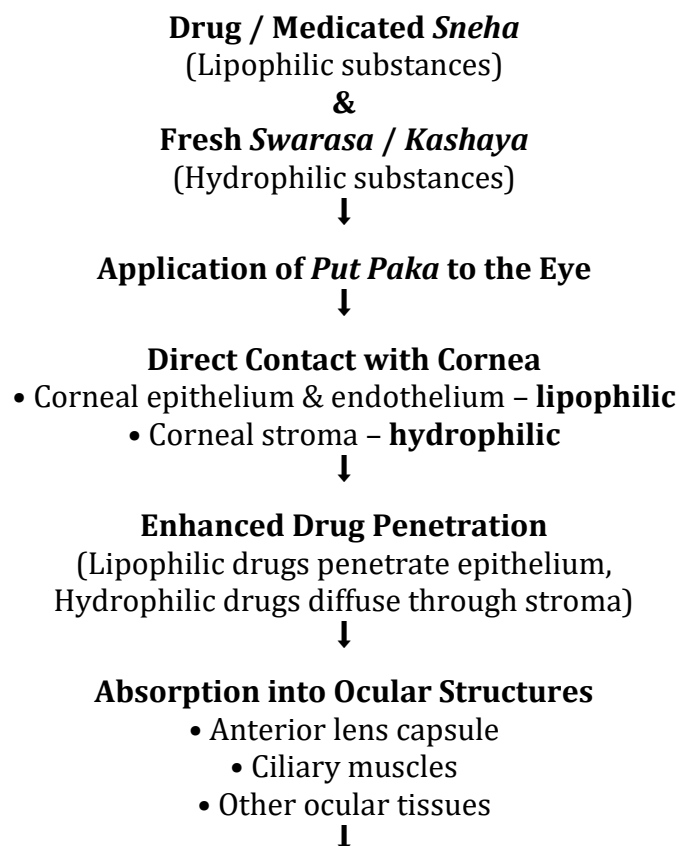 Drug / Medicated Sneha
(Lipophilic substances)
&
Fresh Swarasa / Kashaya
(Hydrophilic substances)
⬇
Application of Put Paka to the Eye
⬇
Direct Contact with Cornea
• Corneal epithelium & endothelium – lipophilic
• Corneal stroma – hydrophilic
⬇
Enhanced Drug Penetration
(Lipophilic drugs penetrate epithelium,
Hydrophilic drugs diffuse through stroma)
⬇
Absorption into Ocular Structures
• Anterior lens capsule
• Ciliary muscles
• Other ocular tissues
⬇